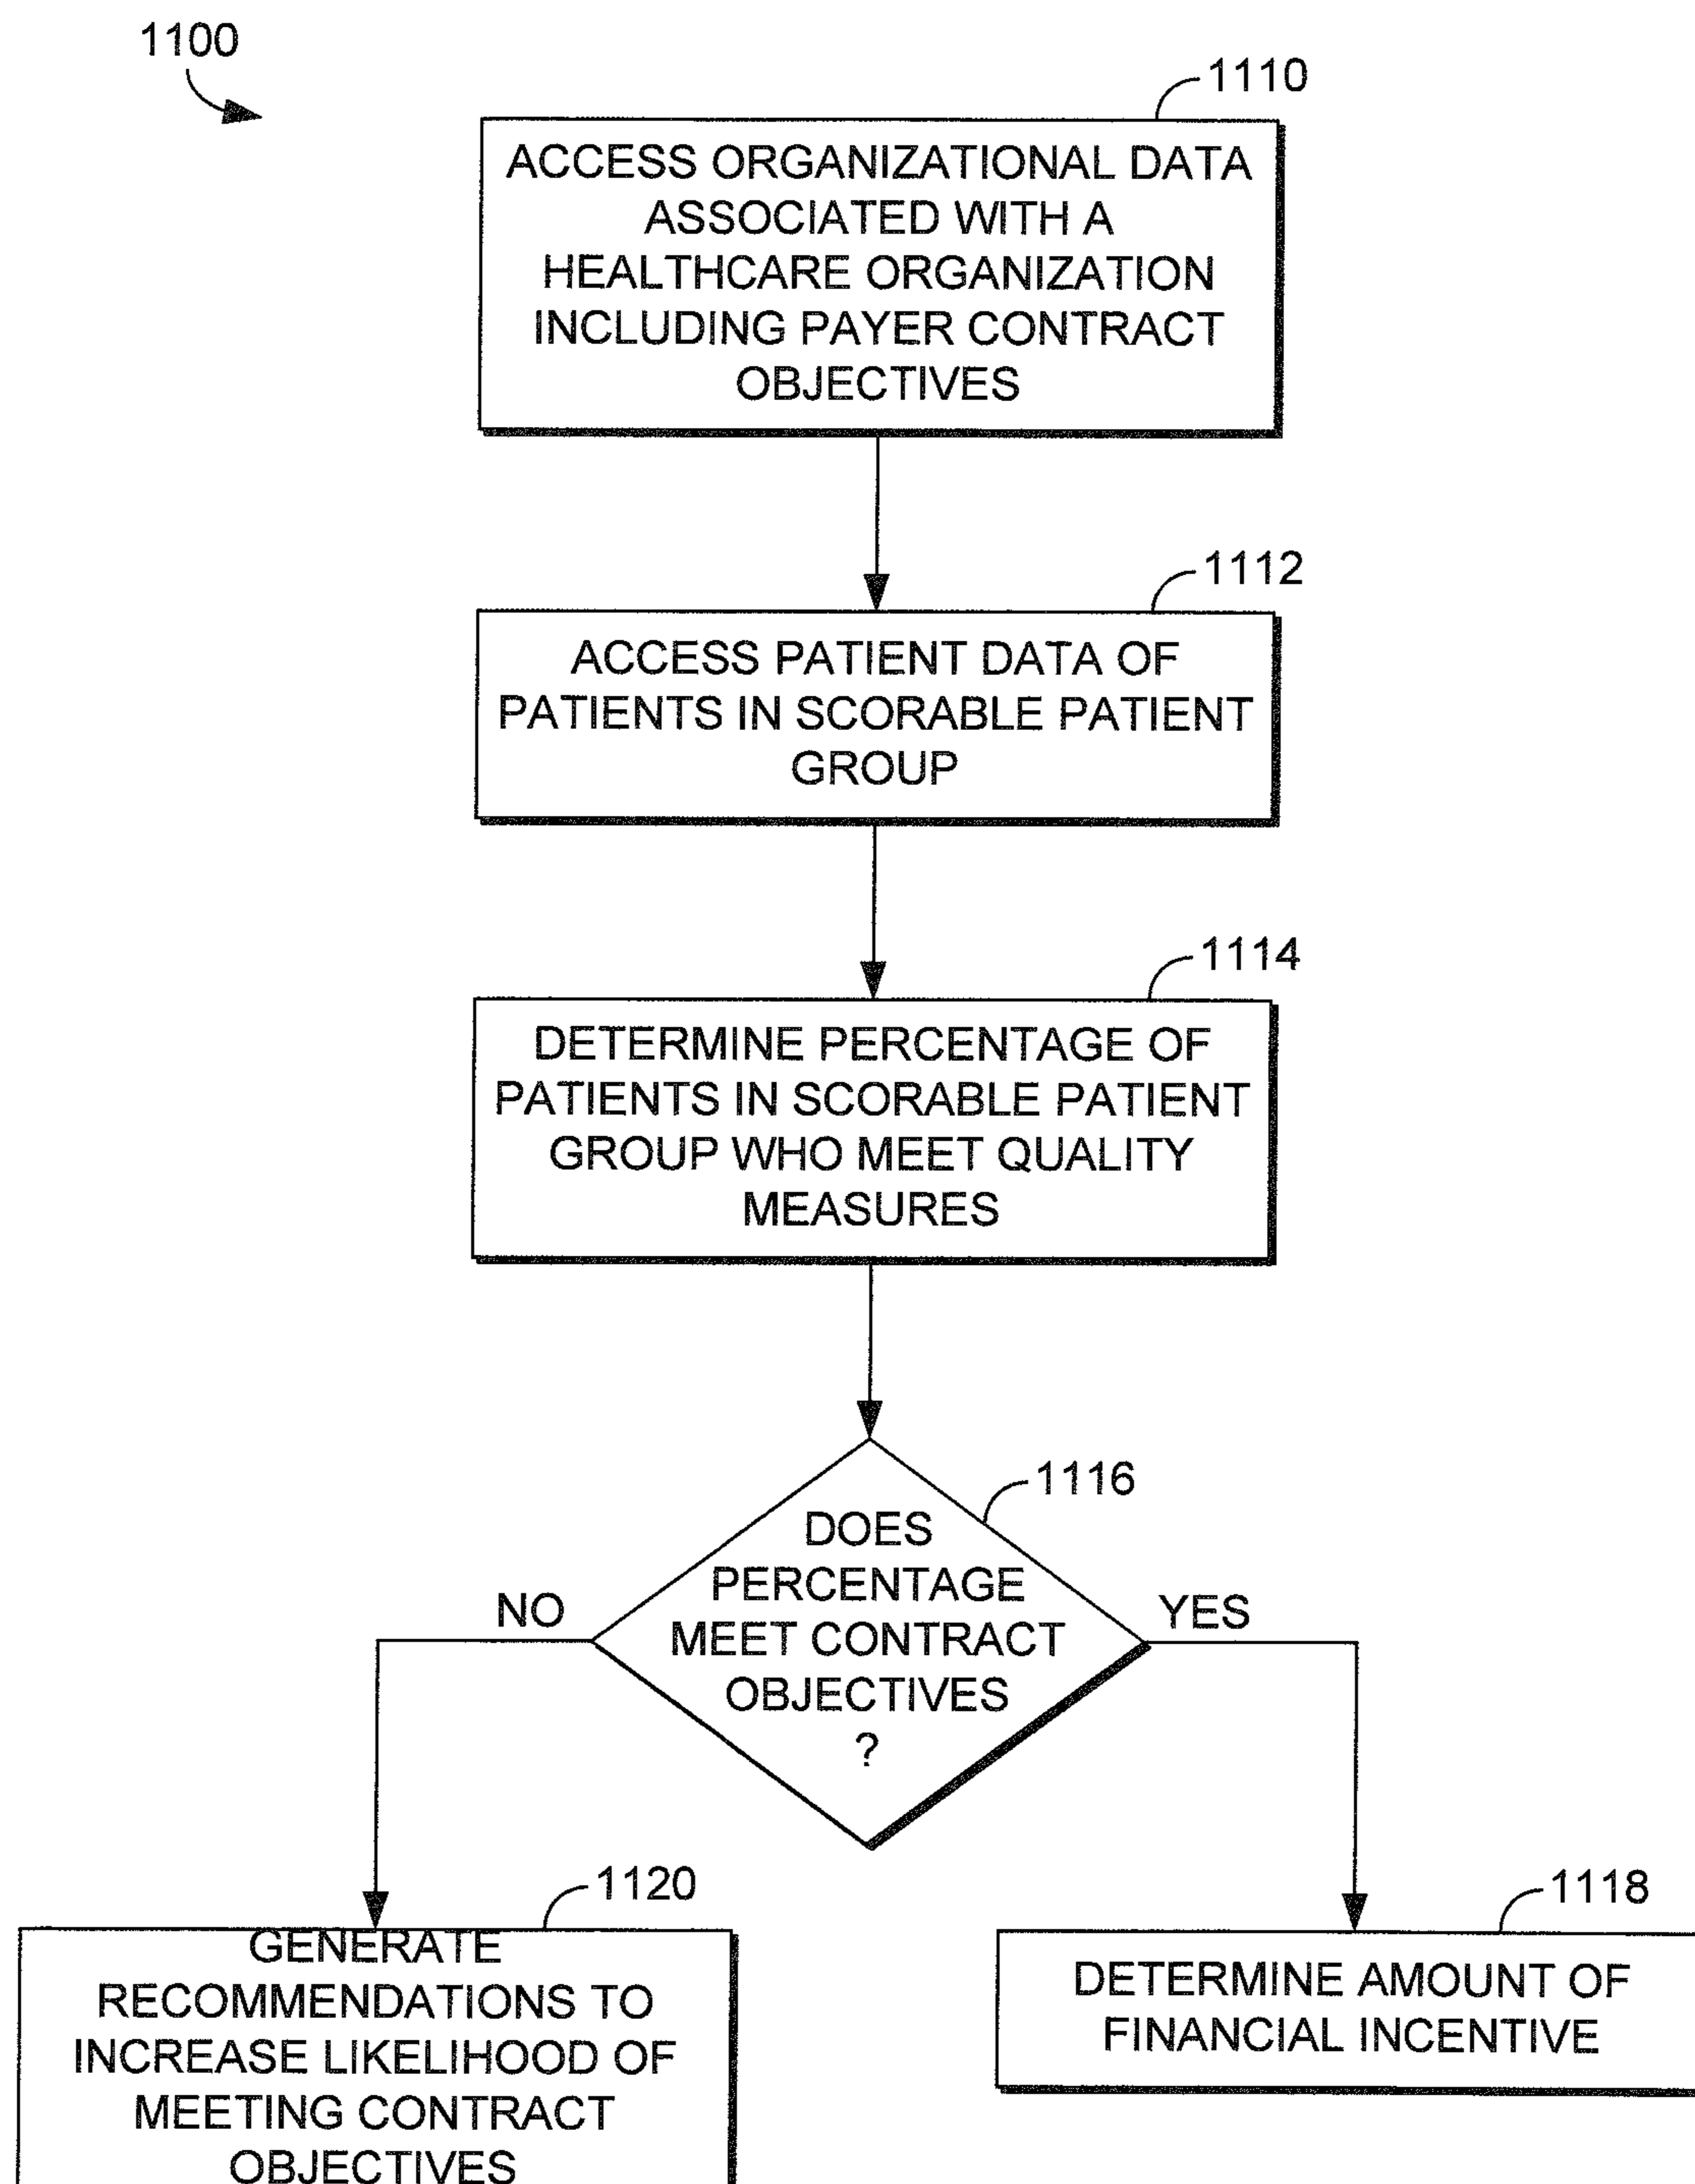 1100
1110
ACCESS ORGANIZATIONAL DATA
ASSOCIATED WITH A
HEALTHCARE ORGANIZATION
INCLUDING PAYER CONTRACT
OBJECTIVES
1112
ACCESS PATIENT DATA OF
PATIENTS IN SCORABLE PATIENT
GROUP
1114
DETERMINE PERCENTAGE OF
PATIENTS IN SCORABLE PATIENT
GROUP WHO MEET QUALITY
MEASURES
1116
DOES
PERCENTAGE
MEET CONTRACT
OBJECTIVES
?
NO
YES
1120
GENERATE
RECOMMENDATIONS TO
INCREASE LIKELIHOOD OF
MEETING CONTRACT
OBJECTIVES
1118
DETERMINE AMOUNT OF
FINANCIAL INCENTIVE